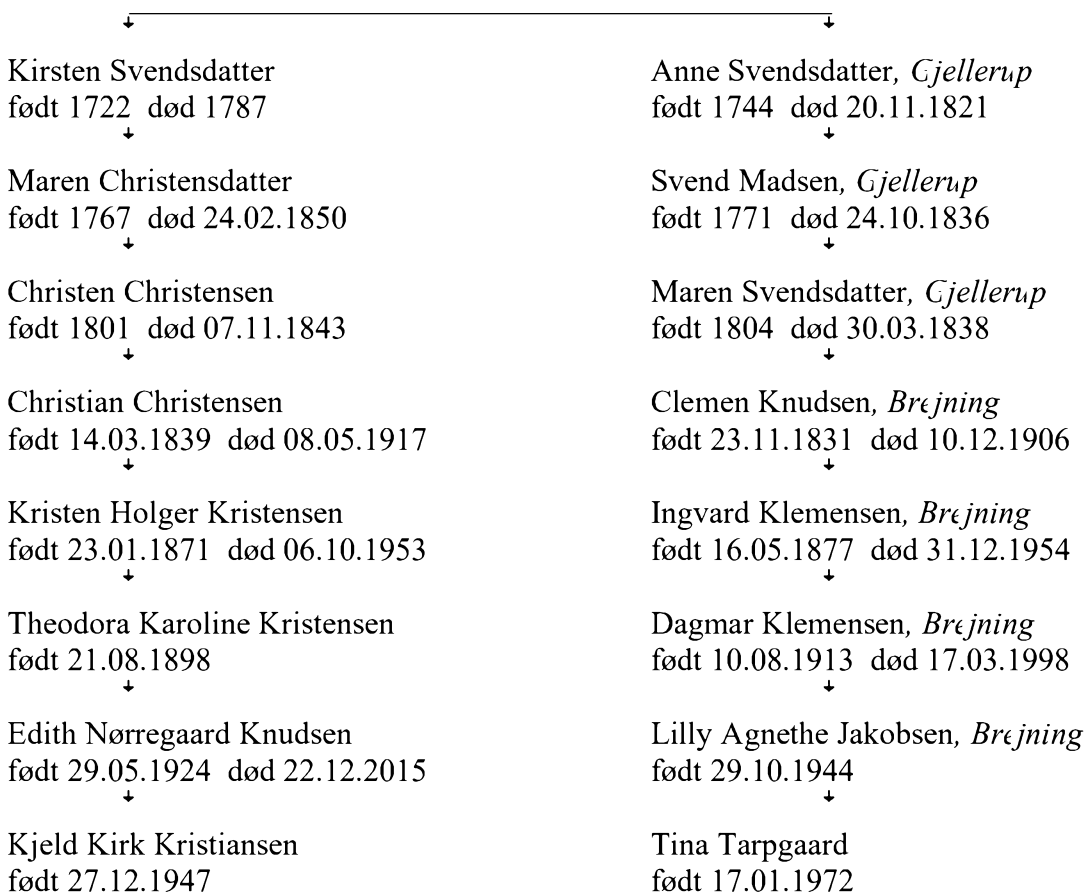 Kirsten Svendsdatter
født 1722 død 1787
Maren Christensdatter
født 1767 død 24.02.1850
Christen Christensen
født 1801 død 07.11.1843
Christian Christensen
født 14.03.1839 død 08.05.1917
Kristen Holger Kristensen
født 23.01.1871 død 06.10.1953
Theodora Karoline Kristensen
født 21.08.1898
Edith Nørregaard Knudsen
født 29.05.1924 død 22.12.2015
Kjeld Kirk Kristiansen
født 27.12.1947
Anne Svendsdatter, Gjellerup
født 1744 død 20.11.1821
Svend Madsen, Gjellerup
født 1771 død 24.10.1836
Maren Svendsdatter, Gjellerup
født 1804 død 30.03.1838
Clemen Knudsen, Brejning
født 23.11.1831 død 10.12.1906
Ingvard Klemensen, Brejning
født 16.05.1877 død 31.12.1954
Dagmar Klemensen, Brejning
født 10.08.1913 død 17.03.1998
Lilly Agnethe Jakobsen, Brejning
født 29.10.1944
Tina Tarpgaard
født 17.01.1972